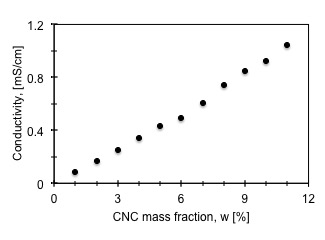 1.2
0.8
0.4
0
Conductivity, [mS/cm]
0 3 6 9 12
CNC mass fraction, w [%]